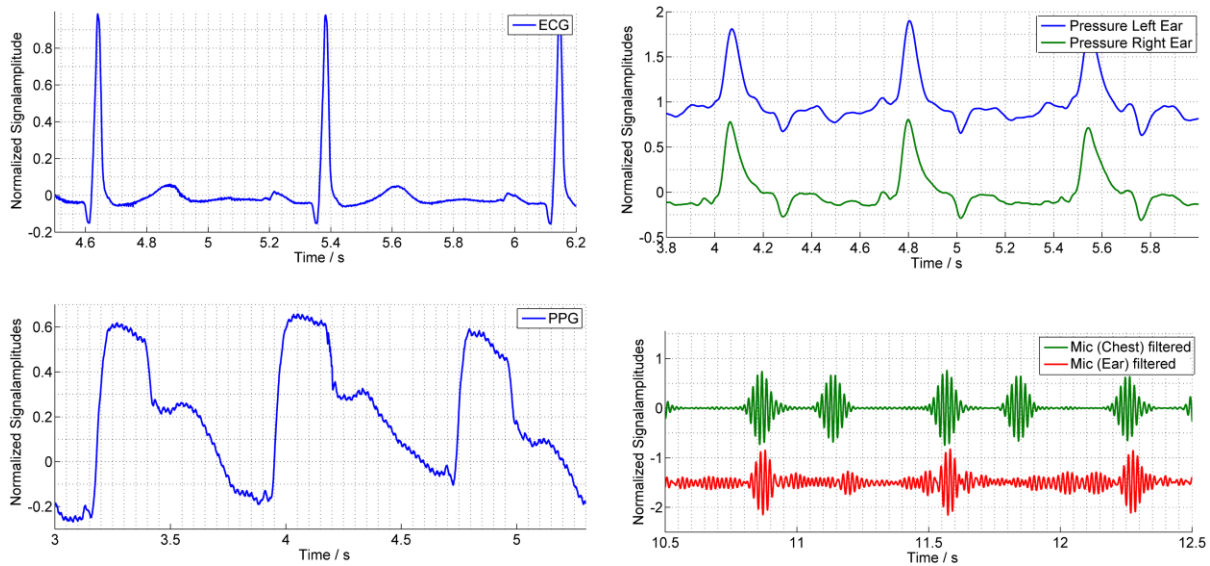 ECG
Normalized Signalamplitudes
0.8
0.6
0.4
0.2
0
-0.2
4.6 4.8 5 5.2 5.4 5.6 5.8 6 6.2
Time / s
Pressure Left Ear
Pressure Right Ear
Normalized Signalamplitudes
2
1.5
1
0.5
0
-0.5
3.8 4 4.2 4.4 4.6 4.8 5 5.2 5.4 5.6 5.8
Time / s
PPG
Normalized Signalamplitudes
0.6
0.4
0.2
0
-0.2
3 3.5 4 4.5 5
Time / s
Mic (Chest) filtered
Mic (Ear) filtered
Normalized Signalamplitudes
1
0
-1
-2
10.5 11 11.5 12 12.5
Time / s